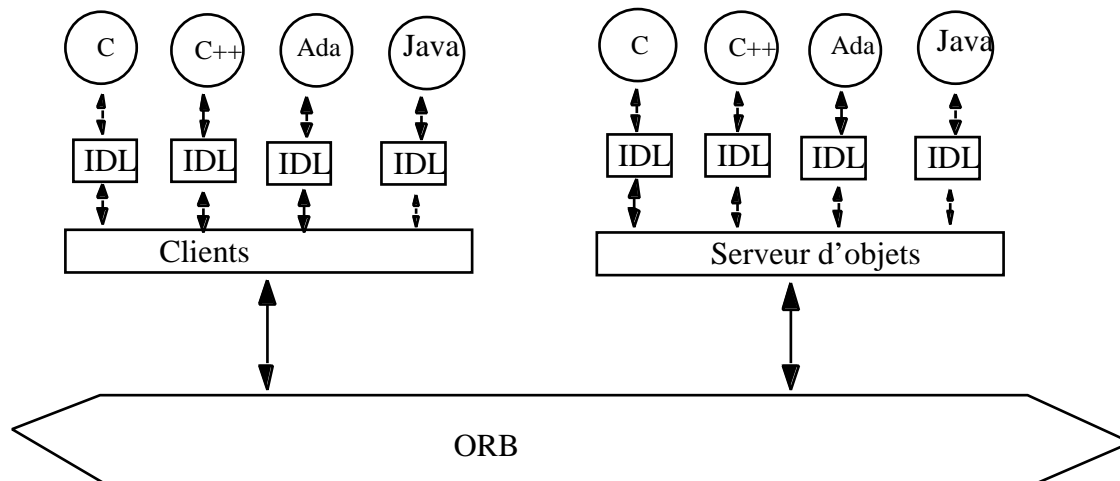 C C++ Ada Java C C++ Ada Java
IDL IDL IDL IDL IDL IDL IDL IDL
Clients Serveur d’objets
ORB